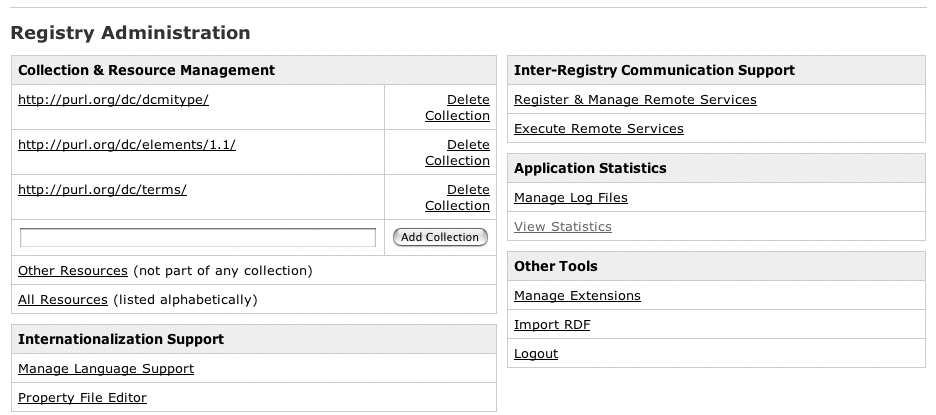 Registry Administration
Collection & Resource Management
http://purl.org/dc/dcmitype/
Delete
Collection
http://purl.org/dc/elements/1.1/
Delete
Collection
http://purl.org/dc/terms/
Delete
Collection
Add Collection
Other Resources (not part of any collection)
All Resources (listed alphabetically)
Internationalization Support
Manage Language Support
Property File Editor
Inter-Registry Communication Support
Register & Manage Remote Services
Execute Remote Services
Application Statistics
Manage Log Files
View Statistics
Other Tools
Manage Extensions
Import RDF
Logout